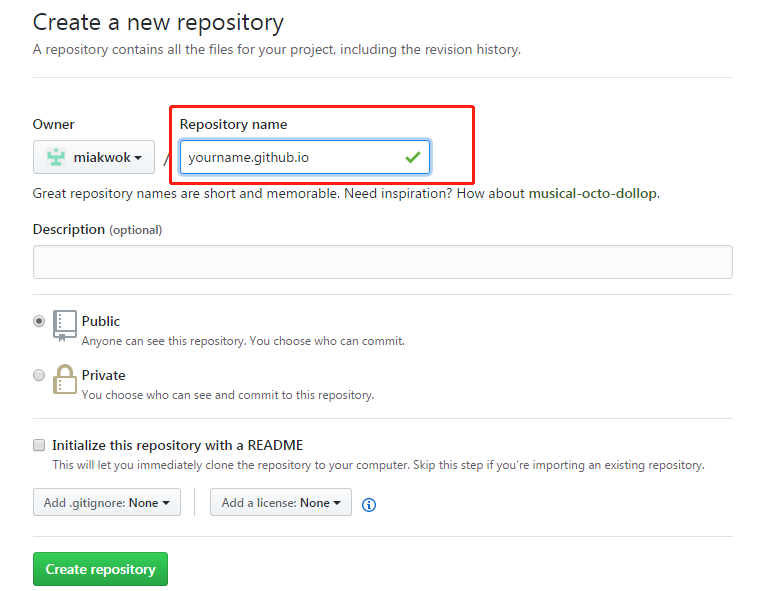 Create a new repository
A repository contains all the files for your project, including the revision history.
Owner
Repository name
miakwok
/
yourname.github.io
Great repository names are short and memorable. Need inspiration? How about musical-octo-dollop.
Description (optional)
Public
Anyone can see this repository. You choose who can commit.
Private
You choose who can see and commit to this repository.
Initialize this repository with a README
This will let you immediately clone the repository to your computer. Skip this step if you're importing an existing repository.
Add .gitignore: None
Add a license: None
Create repository